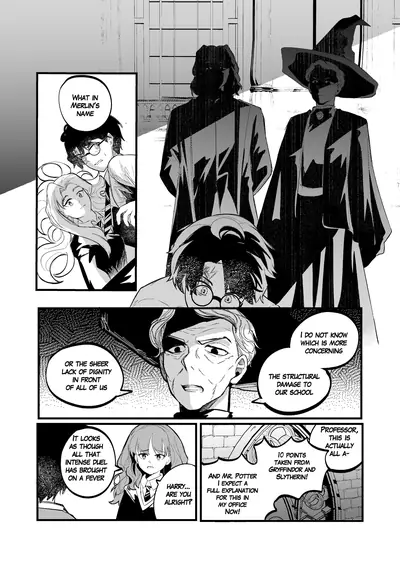 WHAT IN
MERLIN'S
NAME
I DO NOT KNOW
WHICH IS MORE
CONCERNING
THE STRUCTURAL
DAMAGE TO
OUR SCHOOL
OR THE SHEER
LACK OF DIGNITY
IN FRONT
OF ALL OF US
IT LOOKS
AS THOUGH
ALL THAT
INTENSE DUEL
HAS BROUGHT
ON A FEVER
HARRY...
ARE YOU
ALRIGHT?
PROFESSOR,
THIS IS
ACTUALLY
ALL A-
10 POINTS
TAKEN FROM
GRYFFINDOR AND
SLYTHERIN!
AND MR. POTTER
I EXPECT A
FULL EXPLANATION
FOR THIS IN
MY OFFICE
NOW!